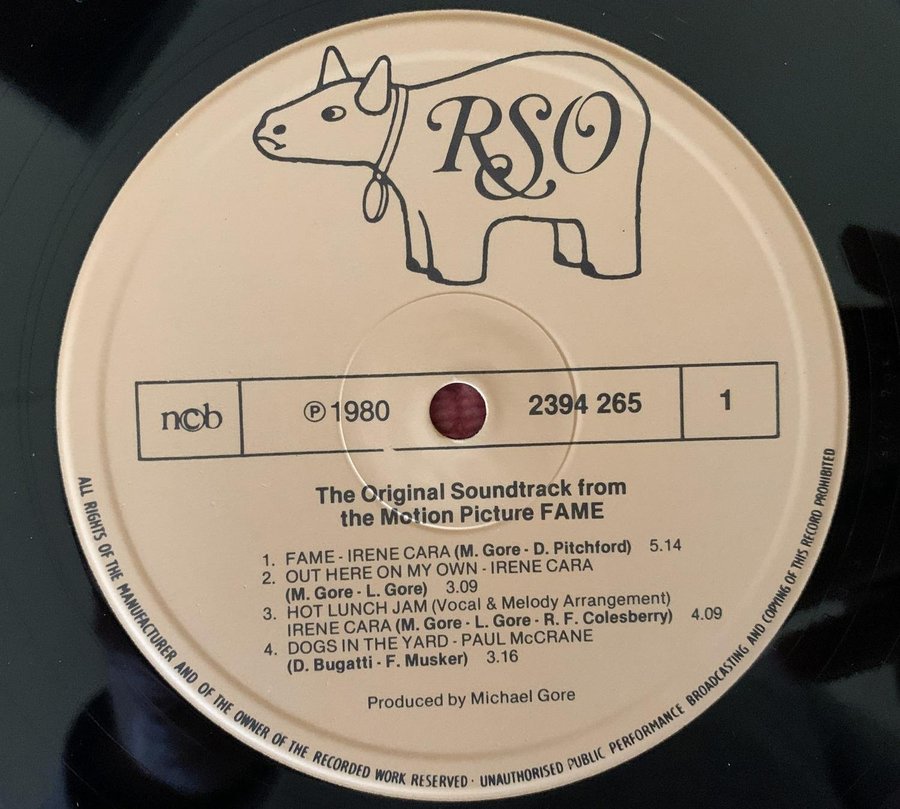 RSO
ncb
℗ 1980
2394 265
1
The Original Soundtrack from
the Motion Picture FAME
1. FAME - IRENE CARA (M. Gore - D. Pitchford) 5.14
2. OUT HERE ON MY OWN - IRENE CARA
(M. Gore - L. Gore) 3.09
3. HOT LUNCH JAM (Vocal & Melody Arrangement)
IRENE CARA (M. Gore - L. Gore - R. F. Colesberry) 4.09
4. DOGS IN THE YARD - PAUL McCRANE
(D. Bugatti - F. Musker) 3.16
Produced by Michael Gore
ALL RIGHTS OF THE MANUFACTURER AND OF THE OWNER OF THE RECORDED WORK RESERVED · UNAUTHORISED PUBLIC PERFORMANCE BROADCASTING AND COPYING OF THIS RECORD PROHIBITED